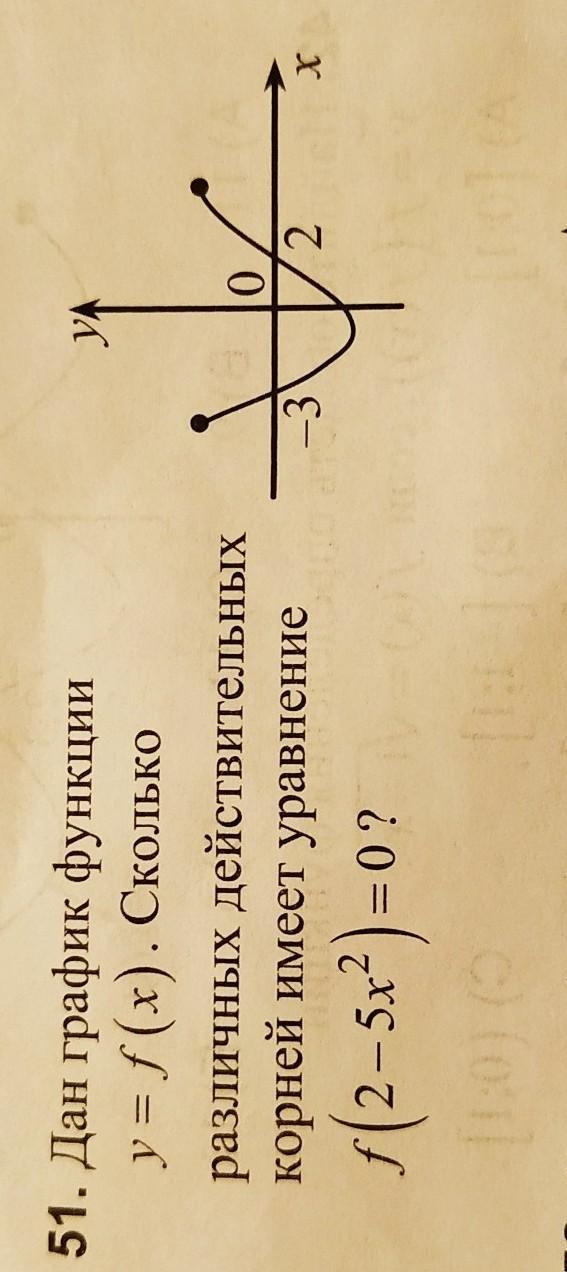 51. Дан график функции
y = f(x). Сколько
различных действительных
корней имеет уравнение
f(2−5x²)=0?
y
0
x
−3
2